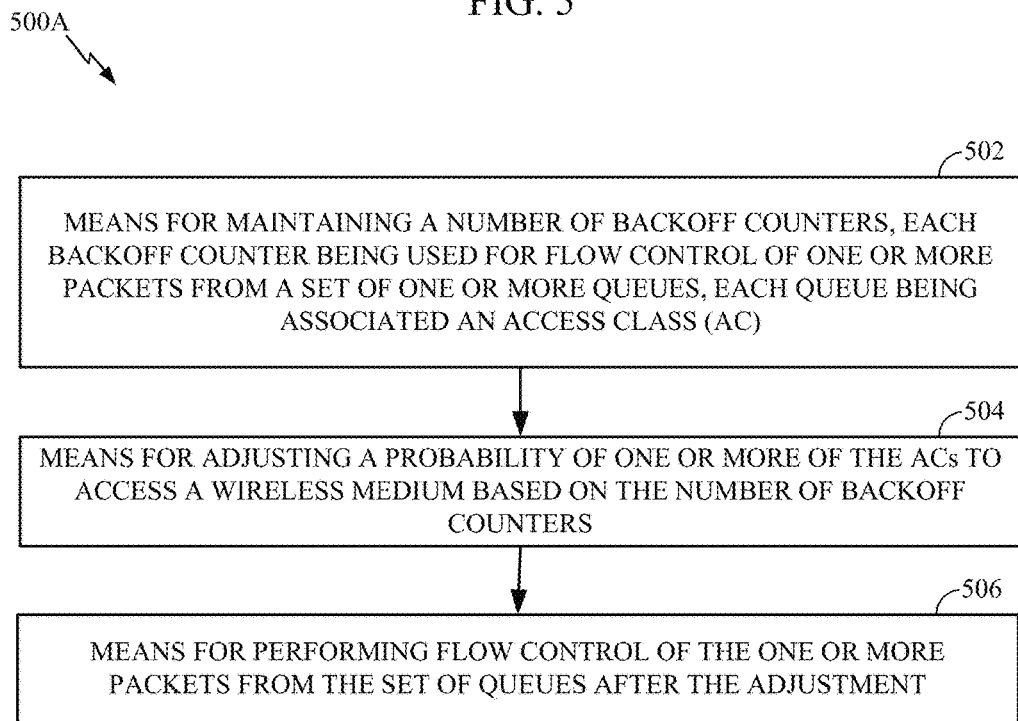 FIG. 5
500A
502
MEANS FOR MAINTAINING A NUMBER OF BACKOFF COUNTERS, EACH
BACKOFF COUNTER BEING USED FOR FLOW CONTROL OF ONE OR MORE
PACKETS FROM A SET OF ONE OR MORE QUEUES, EACH QUEUE BEING
ASSOCIATED AN ACCESS CLASS (AC)
504
MEANS FOR ADJUSTING A PROBABILITY OF ONE OR MORE OF THE ACs TO
ACCESS A WIRELESS MEDIUM BASED ON THE NUMBER OF BACKOFF
COUNTERS
506
MEANS FOR PERFORMING FLOW CONTROL OF THE ONE OR MORE
PACKETS FROM THE SET OF QUEUES AFTER THE ADJUSTMENT